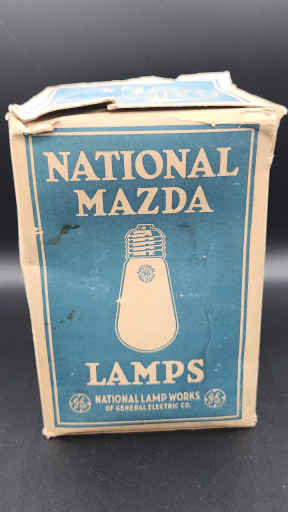 NATIONAL
MAZDA
LAMPS
NATIONAL LAMP WORKS
OF GENERAL ELECTRIC CO.